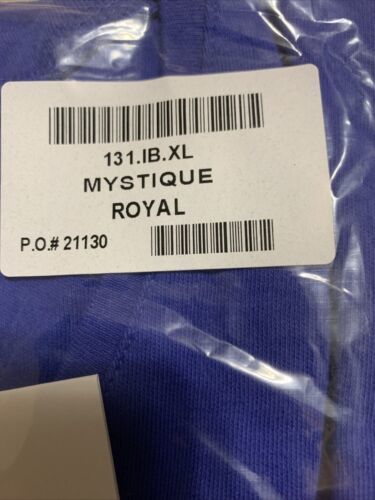 131.IB.XL
MYSTIQUE
ROYAL
P.O.# 21130